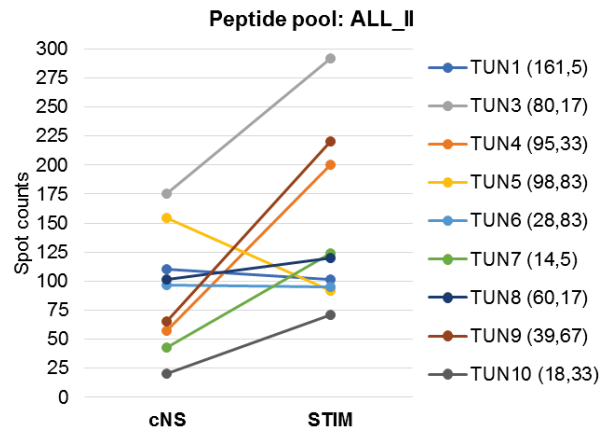 Peptide pool: ALL_II
Spot counts
300
275
250
225
200
175
150
125
100
75
50
25
0
cNS
STIM
TUN1 (161,5)
TUN3 (80,17)
TUN4 (95,33)
TUN5 (98,83)
TUN6 (28,83)
TUN7 (14,5)
TUN8 (60,17)
TUN9 (39,67)
TUN10 (18,33)